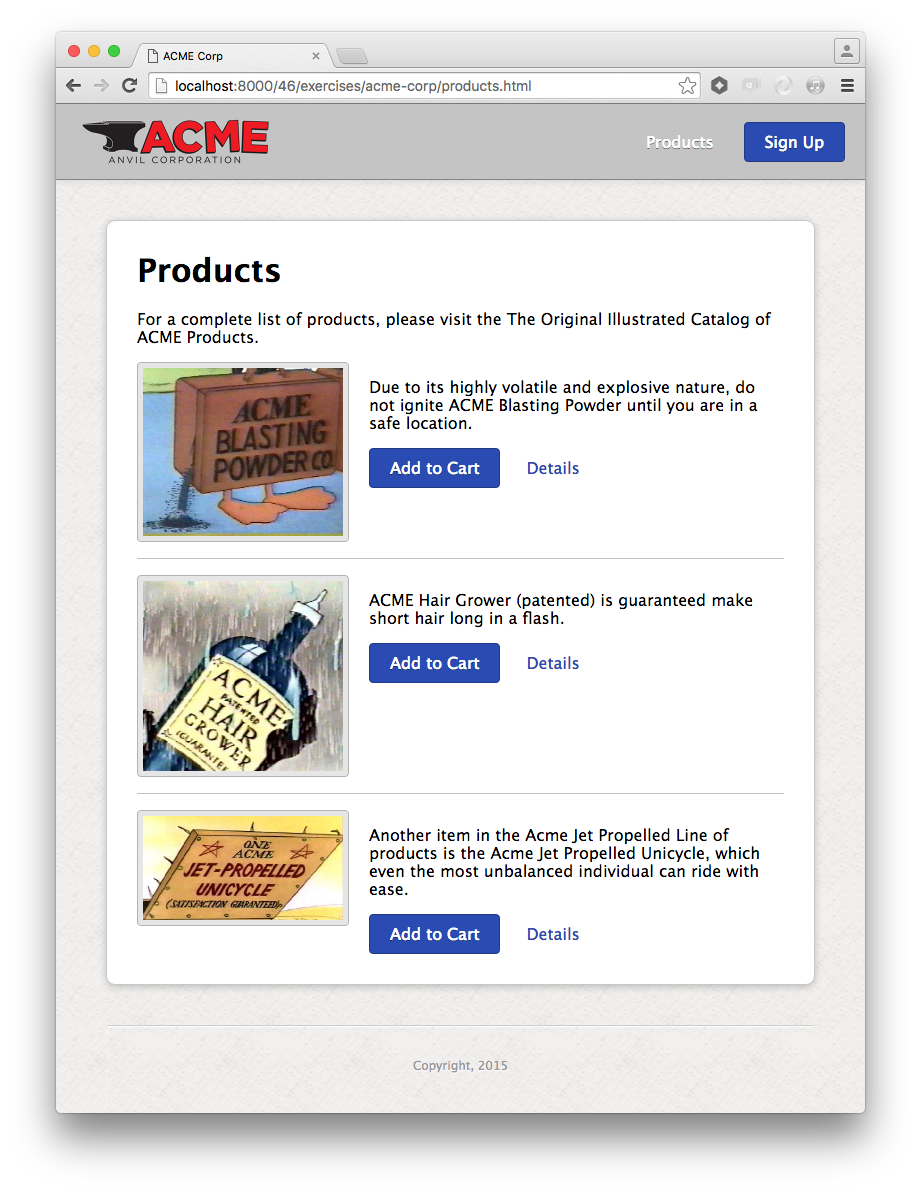 ACME Corp
localhost:8000/46/exercises/acme-corp/products.html
ACME
ANVIL CORPORATION
Products
Sign Up
Products
For a complete list of products, please visit the The Original Illustrated Catalog of
ACME Products.
ACME
BLASTING
POWDER CO
Due to its highly volatile and explosive nature, do
not ignite ACME Blasting Powder until you are in a
safe location.
Add to Cart
Details
ACME
PATENTED
HAIR
GROWER
(GUARANTEE
ACME Hair Grower (patented) is guaranteed make
short hair long in a flash.
Add to Cart
Details
ONE
ACME
JET-PROPELLED
UNICYCLE
(SATISFACTION GUARANTEED)
Another item in the Acme Jet Propelled Line of
products is the Acme Jet Propelled Unicycle, which
even the most unbalanced individual can ride with
ease.
Add to Cart
Details
Copyright, 2015